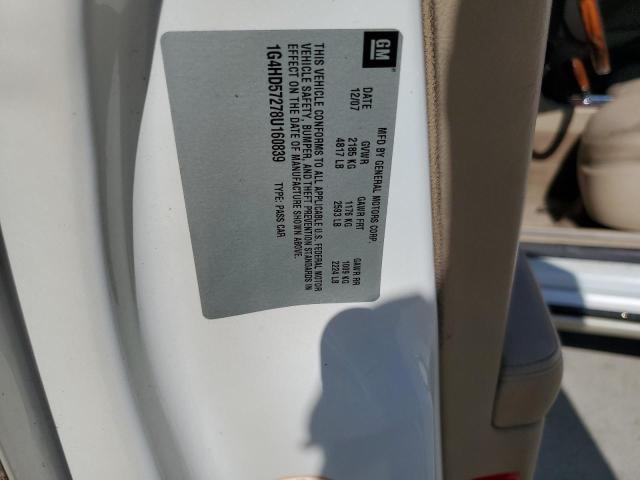 GM
MFD BY GENERAL MOTORS CORP.
DATE GVWR GAWR FRT GAWR RR
12/07 2185 KG 1176 KG 1009 KG
4817 LB 2593 LB 2224 LB
THIS VEHICLE CONFORMS TO ALL APPLICABLE U.S. FEDERAL MOTOR
VEHICLE SAFETY, BUMPER, AND THEFT PREVENTION STANDARDS IN
EFFECT ON THE DATE OF MANUFACTURE SHOWN ABOVE.
1G4HD57278U160839 TYPE: PASS CAR